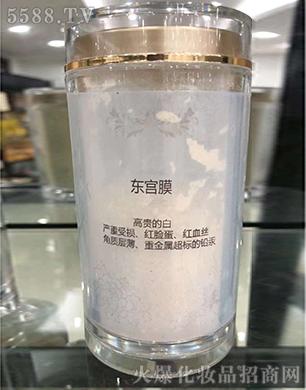 5588.TV
东宫膜
高贵的白
严重受损、红脸蛋、红血丝
角质层薄、重金属超标的铅汞
火爆化妆品招商网